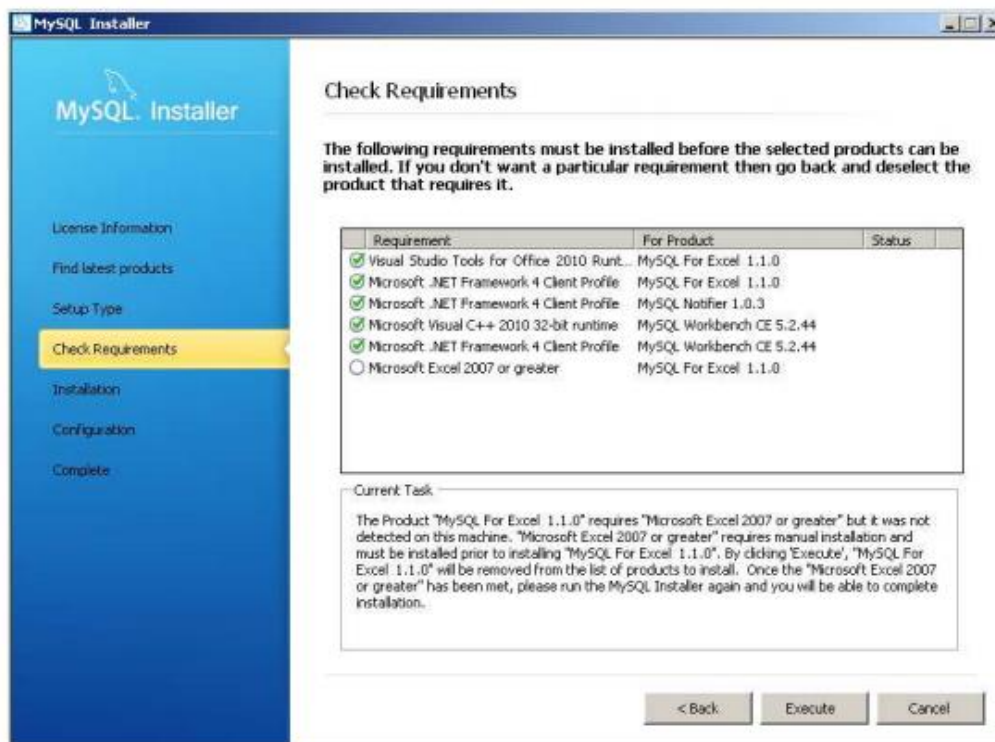 MySQL Installer
MySQL. Installer
License Information
Find latest products
Setup Type
Check Requirements
Installation
Configuration
Complete
Check Requirements
The following requirements must be installed before the selected products can be
installed. If you don't want a particular requirement then go back and deselect the
product that requires it.
Requirement For Product Status
Visual Studio Tools for Office 2010 Runt... MySQL For Excel 1.1.0
Microsoft .NET Framework 4 Client Profile MySQL For Excel 1.1.0
Microsoft .NET Framework 4 Client Profile MySQL Notifier 1.0.3
Microsoft Visual C++ 2010 32-bit runtime MySQL Workbench CE 5.2.44
Microsoft .NET Framework 4 Client Profile MySQL Workbench CE 5.2.44
Microsoft Excel 2007 or greater MySQL For Excel 1.1.0
Current Task
The Product "MySQL For Excel 1.1.0" requires "Microsoft Excel 2007 or greater" but it was not
detected on this machine. "Microsoft Excel 2007 or greater" requires manual installation and
must be installed prior to installing "MySQL For Excel 1.1.0". By clicking 'Execute', "MySQL For
Excel 1.1.0" will be removed from the list of products to install. Once the "Microsoft Excel 2007
or greater" has been met, please run the MySQL Installer again and you will be able to complete
installation.
< Back Execute Cancel